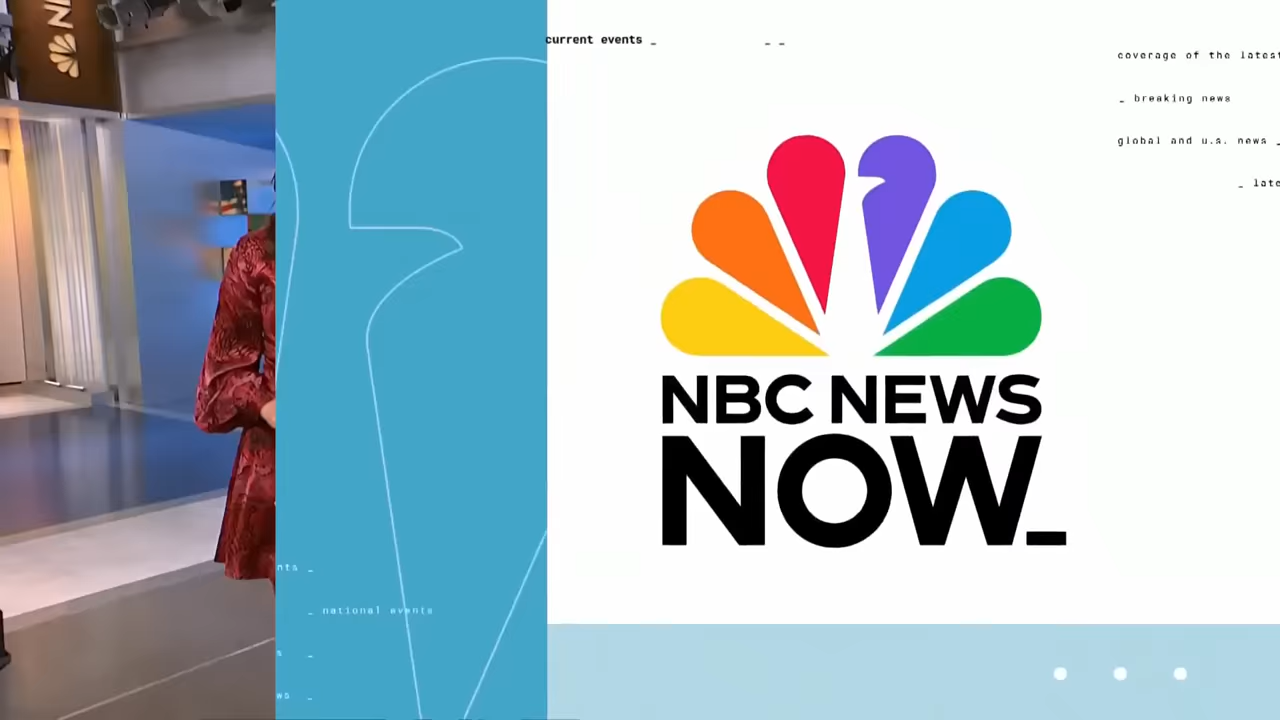 current events _
coverage of the latest
_ breaking news
global and u.s. news _
NBC NEWS
NOW_
_ national events